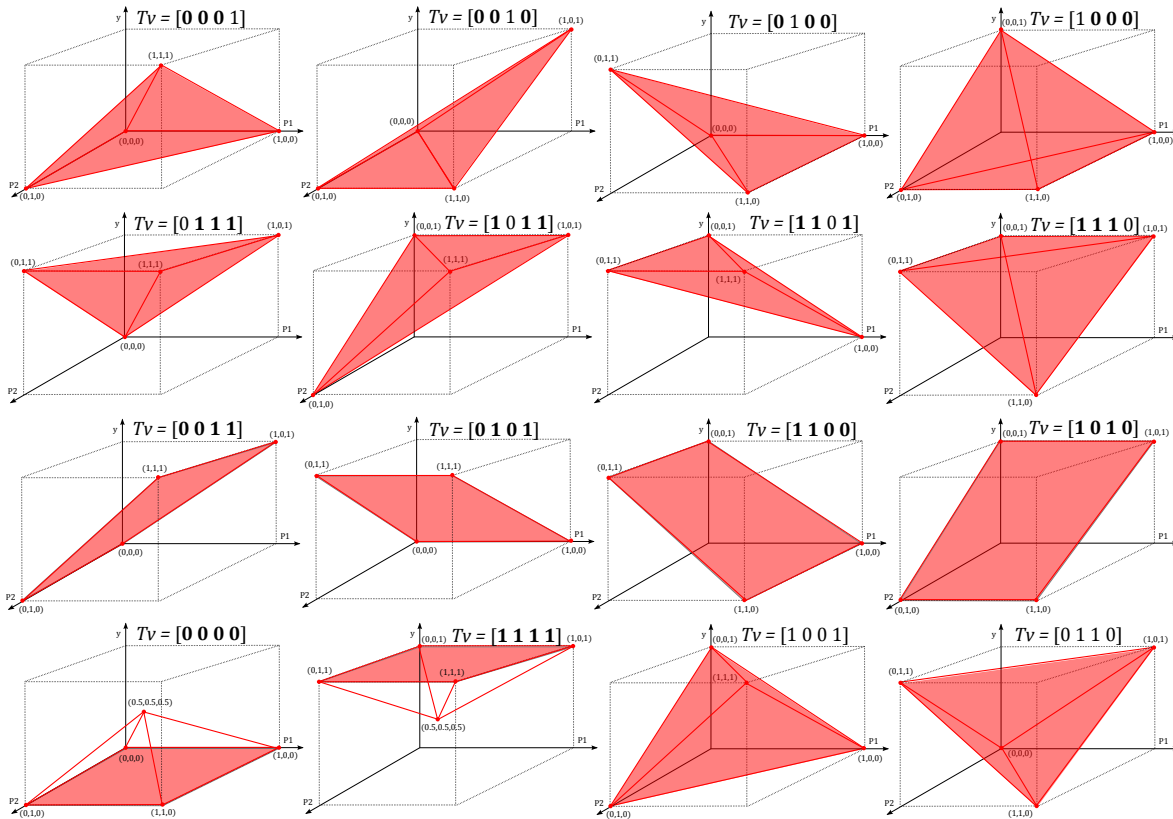 Tv = [0 0 0 1]
(1,1,1)
P1
(0,0,0)
(1,0,0)
P2
(0,1,0)
Tv = [0 0 1 0]
(1,0,1)
y
(0,0,0)
P1
P2
(0,1,0)
(1,1,0)
Tv = [0 1 0 0]
y
(0,1,1)
(0,0,0)
P1
(1,0,0)
P2
(1,1,0)
Tv = [1 0 0 0]
(0,0,1)
y
P1
(1,0,0)
P2
(0,1,0)
(1,1,0)
Tv = [0 1 1 1]
y
(1,0,1)
(0,1,1)
(1,1,1)
P1
(0,0,0)
P2
Tv = [1 0 1 1]
y
(0,0,1)
(1,0,1)
(1,1,1)
P1
P2
(0,1,0)
Tv = [1 1 0 1]
y
(0,0,1)
(0,1,1)
(1,1,1)
P1
(1,0,0)
P2
Tv = [1 1 1 0]
y
(0,0,1)
(1,0,1)
(0,1,1)
P1
P2
(1,1,0)
Tv = [0 0 1 1]
y
(1,0,1)
(1,1,1)
P1
(0,0,0)
P2
(0,1,0)
Tv = [0 1 0 1]
y
(0,1,1)
(1,1,1)
P1
(0,0,0)
(1,0,0)
P2
Tv = [1 1 0 0]
y
(0,0,1)
(0,1,1)
P1
(1,0,0)
P2
(1,1,0)
Tv = [1 0 1 0]
y
(0,0,1)
(1,0,1)
P1
P2
(0,1,0)
(1,1,0)
Tv = [0 0 0 0]
y
(0.5,0.5,0.5)
P1
(0,0,0)
(1,0,0)
P2
(0,1,0)
(1,1,0)
Tv = [1 1 1 1]
y
(0,0,1)
(1,0,1)
(0,1,1)
(1,1,1)
(0.5,0.5,0.5)
P1
P2
Tv = [1 0 0 1]
y
(0,0,1)
(1,1,1)
P1
(1,0,0)
P2
(0,1,0)
Tv = [0 1 1 0]
y
(1,0,1)
(0,1,1)
P1
(0,0,0)
P2
(1,1,0)